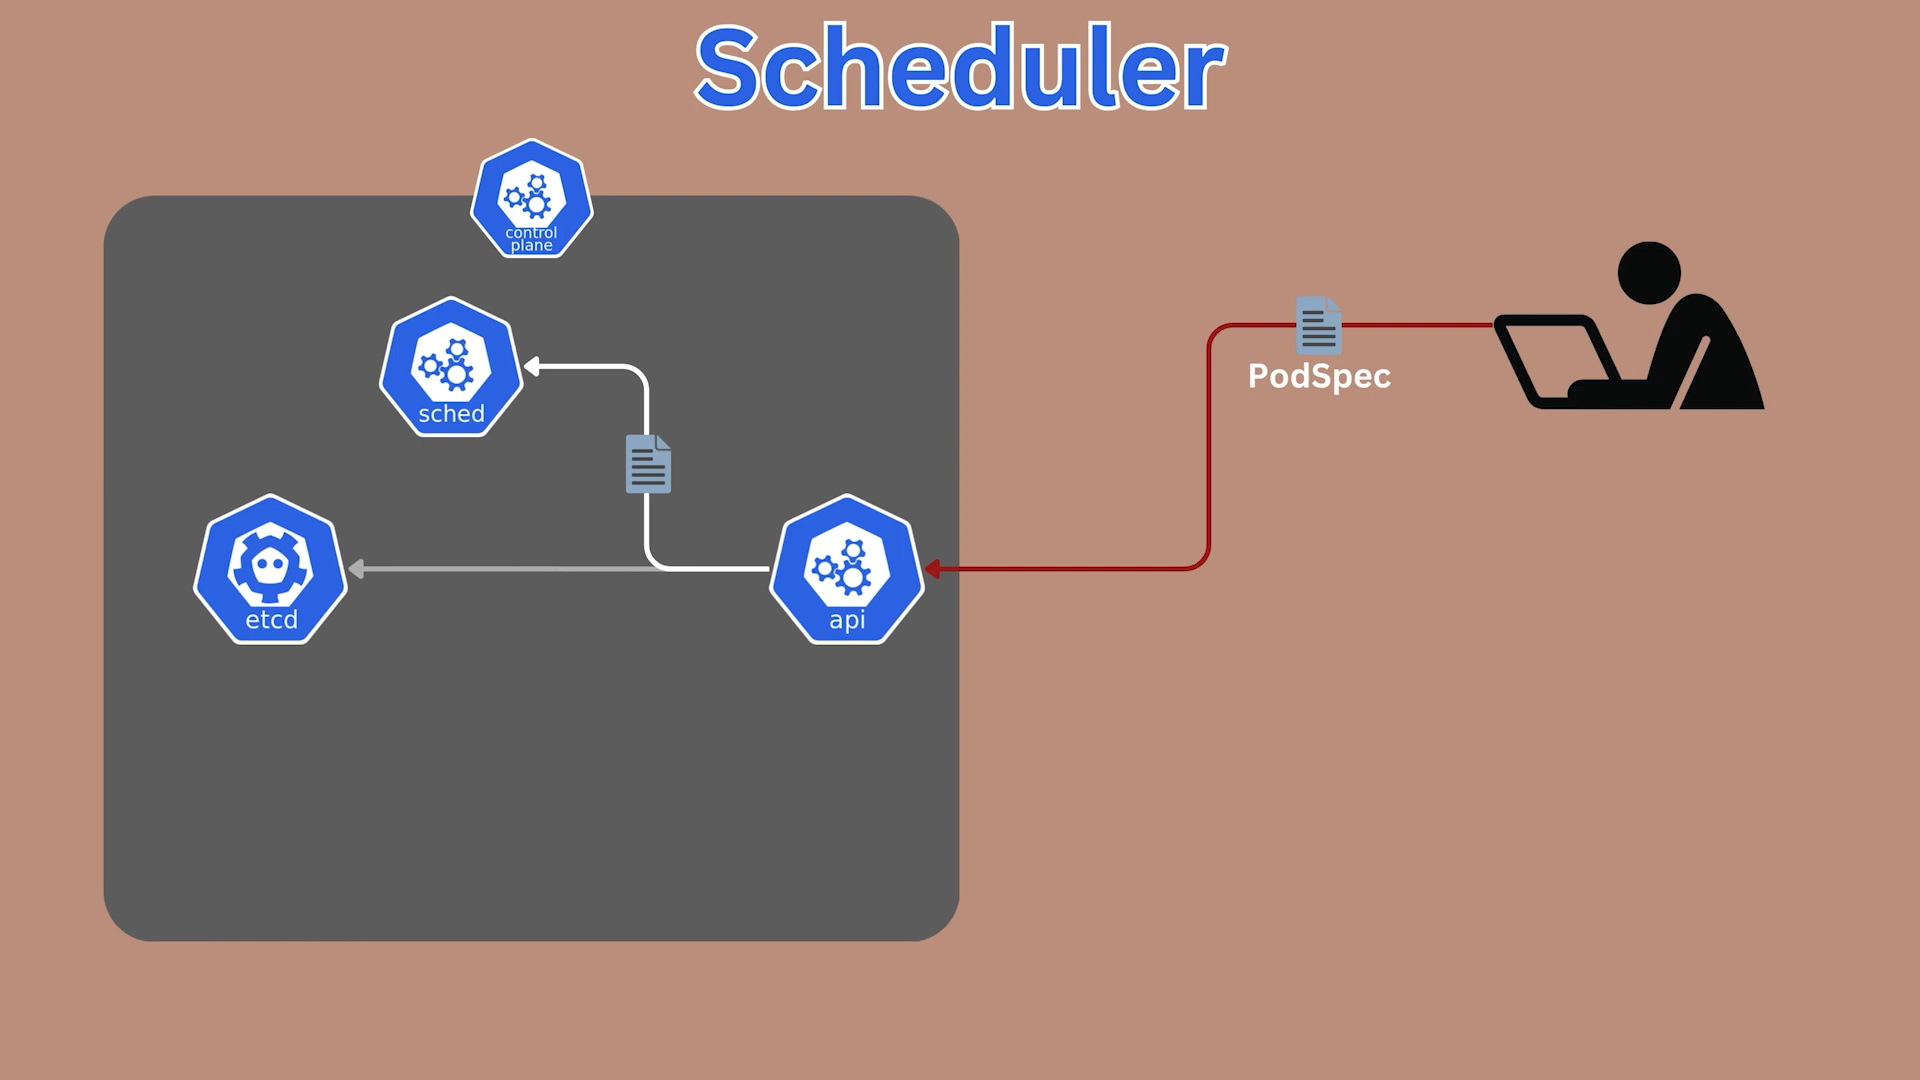 Scheduler
control
plane
sched
PodSpec
etcd
api